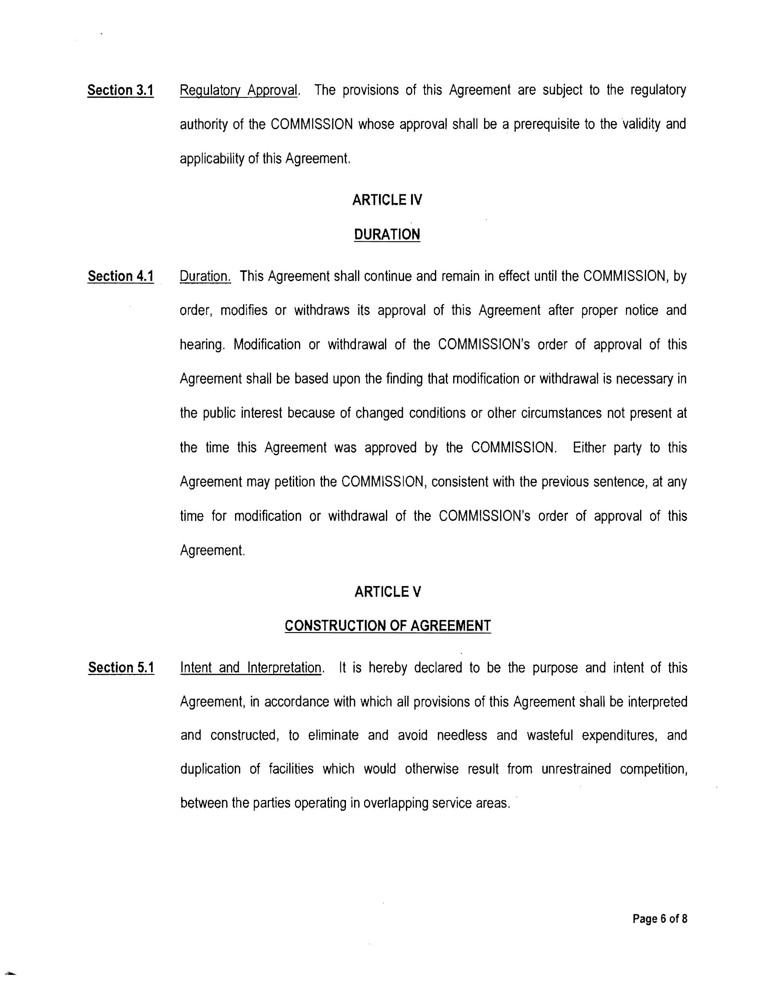 Section 3.1 Regulatory Approval. The provisions of this Agreement are subject to the regulatory
authority of the COMMISSION whose approval shall be a prerequisite to the validity and
applicability of this Agreement.
ARTICLE IV
DURATION
Section 4.1 Duration. This Agreement shall continue and remain in effect until the COMMISSION, by
order, modifies or withdraws its approval of this Agreement after proper notice and
hearing. Modification or withdrawal of the COMMISSION's order of approval of this
Agreement shall be based upon the finding that modification or withdrawal is necessary in
the public interest because of changed conditions or other circumstances not present at
the time this Agreement was approved by the COMMISSION. Either party to this
Agreement may petition the COMMISSION, consistent with the previous sentence, at any
time for modification or withdrawal of the COMMISSION's order of approval of this
Agreement.
ARTICLE V
CONSTRUCTION OF AGREEMENT
Section 5.1 Intent and Interpretation. It is hereby declared to be the purpose and intent of this
Agreement, in accordance with which all provisions of this Agreement shall be interpreted
and constructed, to eliminate and avoid needless and wasteful expenditures, and
duplication of facilities which would otherwise result from unrestrained competition,
between the parties operating in overlapping service areas.
Page 6 of 8